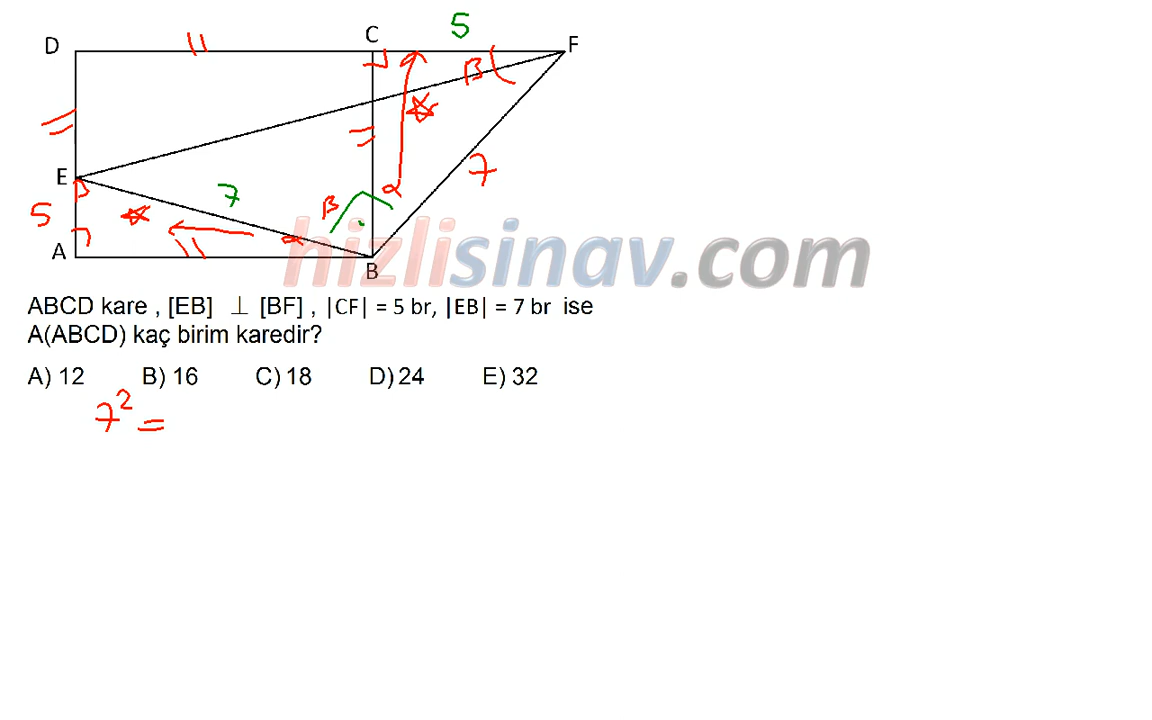 5
D C F
β
7
E β
7
5 β α
α
A B
hizlisinav.com
ABCD kare , [EB] ⊥ [BF] , |CF| = 5 br, |EB| = 7 br ise
A(ABCD) kaç birim karedir?
A) 12 B) 16 C) 18 D) 24 E) 32
7² =